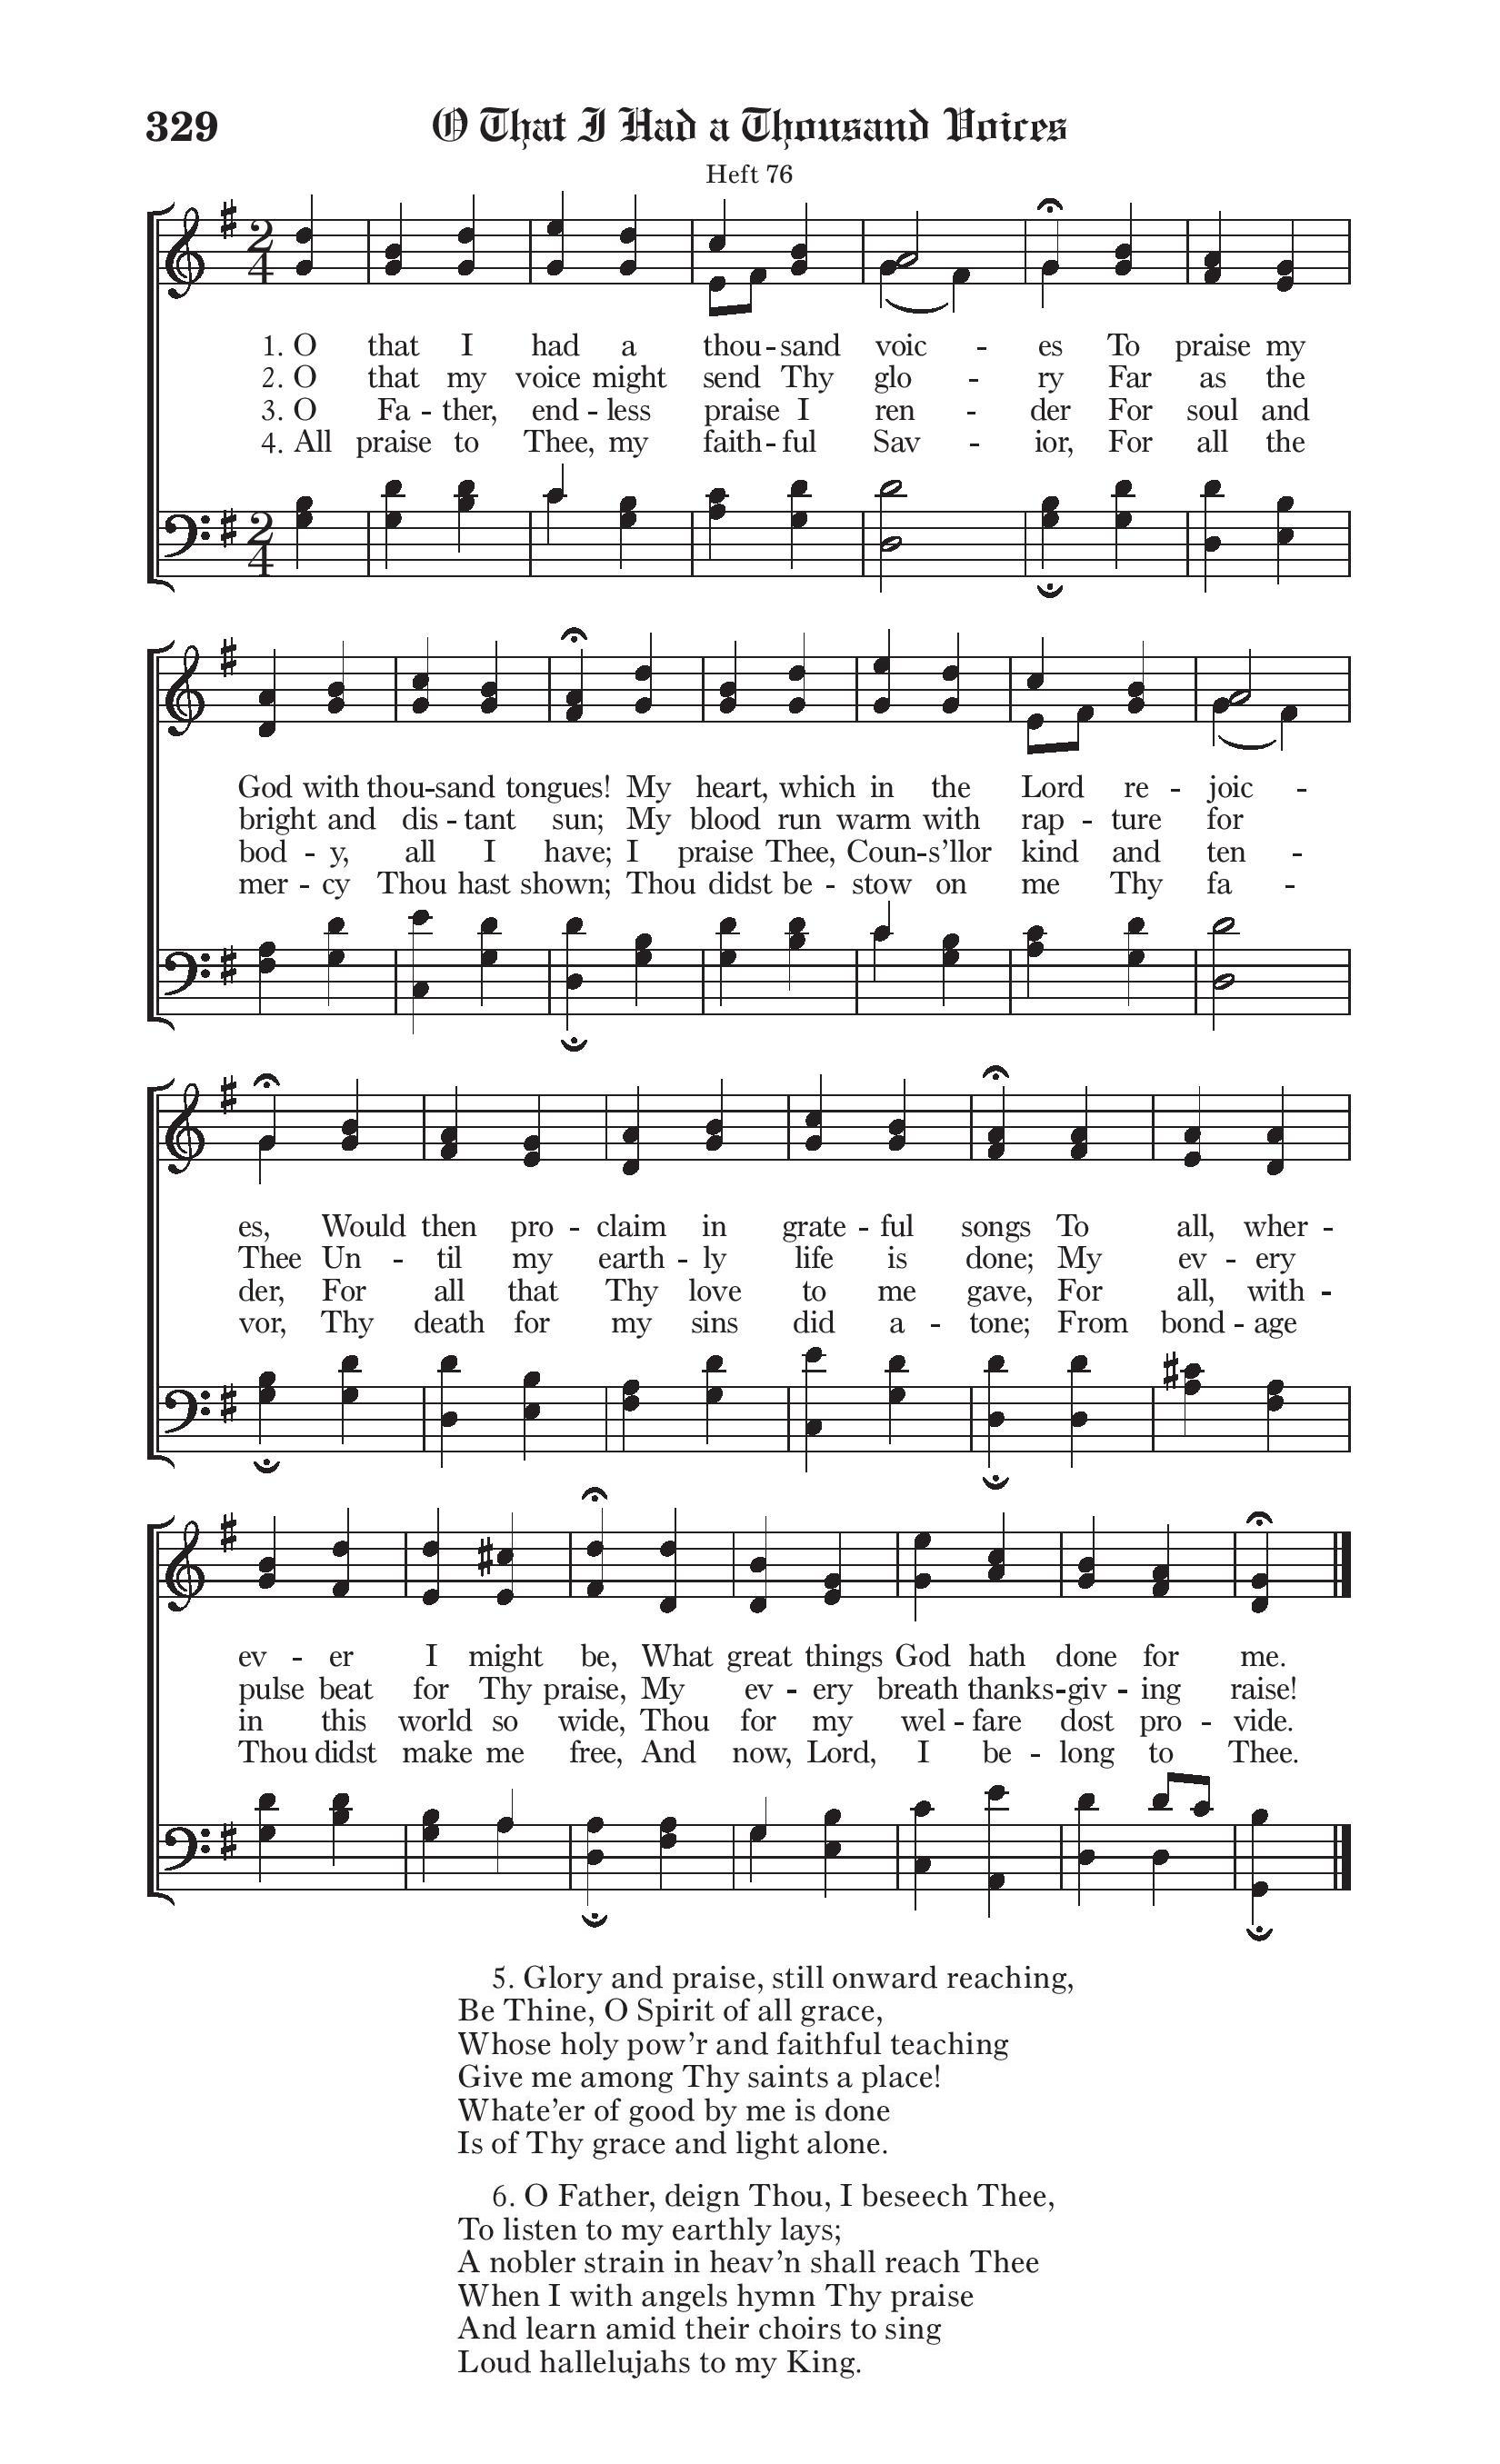 329 O That I Had a Thousand Voices
Heft 76
1. O that I had a thou - sand voic - es To praise my
2. O that my voice might send Thy glo - ry Far as the
3. O Fa - ther, end - less praise I ren - der For soul and
4. All praise to Thee, my faith - ful Sav - ior, For all the
God with thou - sand tongues! My heart, which in the Lord re - joic -
bright and dis - tant sun; My blood run warm with rap - ture for
bod - y, all I have; I praise Thee, Coun - s’llor kind and ten -
mer - cy Thou hast shown; Thou didst be - stow on me Thy fa -
es, Would then pro - claim in grate - ful songs To all, wher -
Thee Un - til my earth - ly life is done; My ev - ery
der, For all that Thy love to me gave, For all, with -
vor, Thy death for my sins did a - tone; From bond - age
ev - er I might be, What great things God hath done for me.
pulse beat for Thy praise, My ev - ery breath thanks - giv - ing raise!
in this world so wide, Thou for my wel - fare dost pro - vide.
Thou didst make me free, And now, Lord, I be - long to Thee.
5. Glory and praise, still onward reaching,
Be Thine, O Spirit of all grace,
Whose holy pow’r and faithful teaching
Give me among Thy saints a place!
Whate’er of good by me is done
Is of Thy grace and light alone.
6. O Father, deign Thou, I beseech Thee,
To listen to my earthly lays;
A nobler strain in heav’n shall reach Thee
When I with angels hymn Thy praise
And learn amid their choirs to sing
Loud hallelujahs to my King.